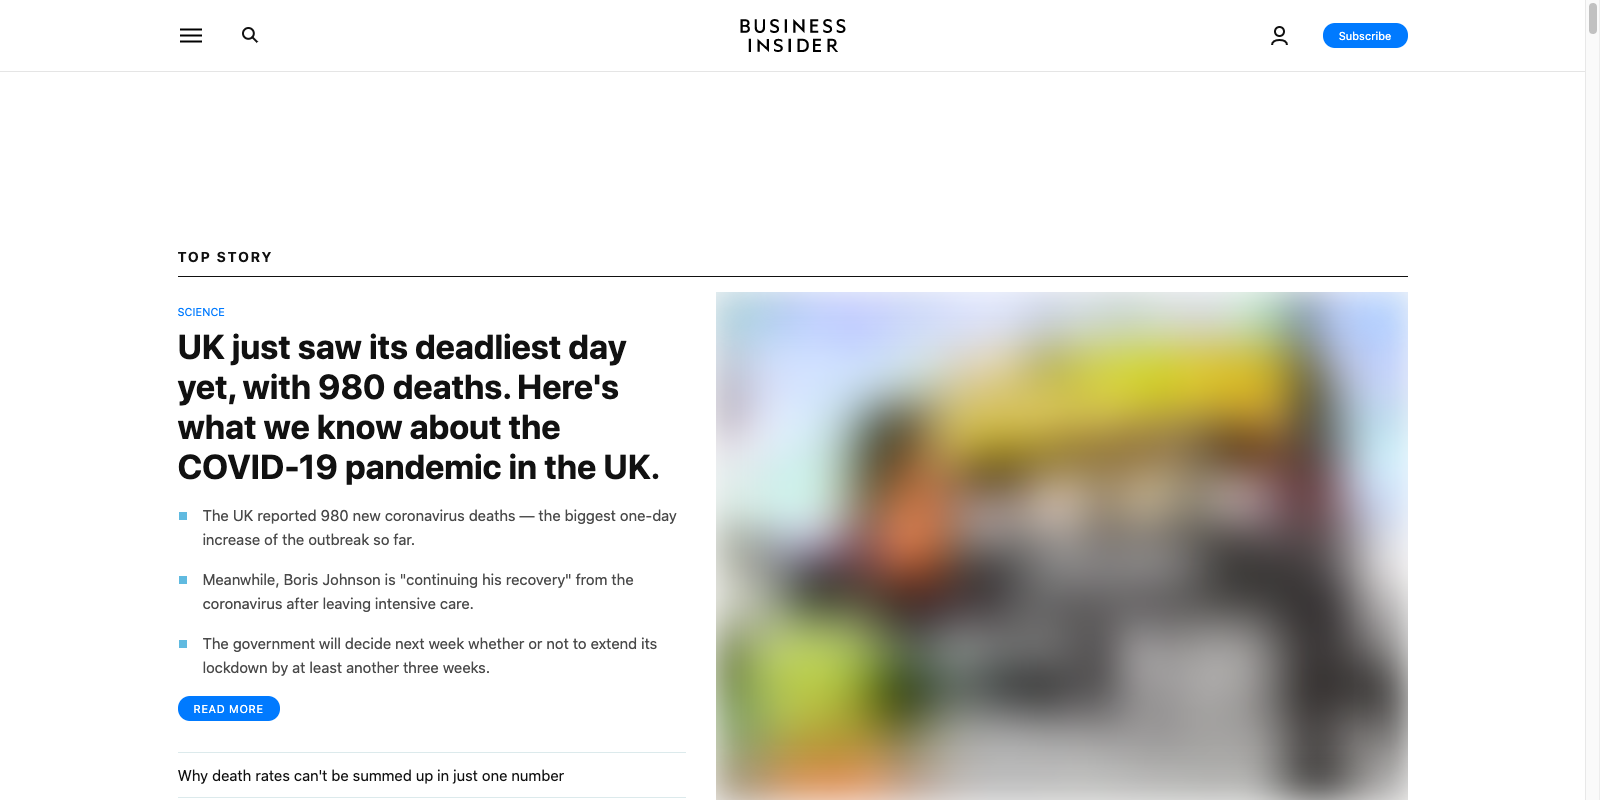 BUSINESS
INSIDER
Subscribe
TOP STORY
SCIENCE
UK just saw its deadliest day
yet, with 980 deaths. Here's
what we know about the
COVID-19 pandemic in the UK.
The UK reported 980 new coronavirus deaths — the biggest one-day
increase of the outbreak so far.
Meanwhile, Boris Johnson is "continuing his recovery" from the
coronavirus after leaving intensive care.
The government will decide next week whether or not to extend its
lockdown by at least another three weeks.
READ MORE
Why death rates can't be summed up in just one number